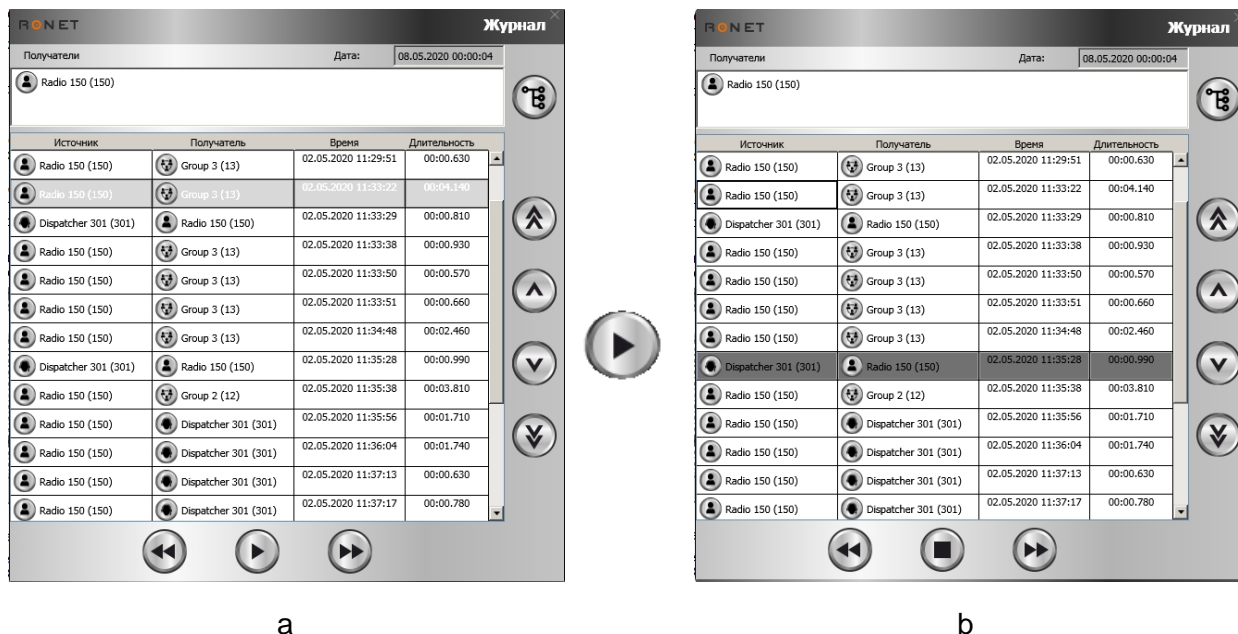 RONET Журнал
Получатели Дата: 08.05.2020 00:00:04
Radio 150 (150)
Источник Получатель Время Длительность
Radio 150 (150) Group 3 (13) 02.05.2020 11:29:51 00:00.630
Radio 150 (150) Group 3 (13) 02.05.2020 11:33:22 00:04.140
Dispatcher 301 (301) Radio 150 (150) 02.05.2020 11:33:29 00:00.810
Radio 150 (150) Group 3 (13) 02.05.2020 11:33:38 00:00.930
Radio 150 (150) Group 3 (13) 02.05.2020 11:33:50 00:00.570
Radio 150 (150) Group 3 (13) 02.05.2020 11:33:51 00:00.660
Radio 150 (150) Group 3 (13) 02.05.2020 11:34:48 00:02.460
Dispatcher 301 (301) Radio 150 (150) 02.05.2020 11:35:28 00:00.990
Radio 150 (150) Group 2 (12) 02.05.2020 11:35:38 00:03.810
Radio 150 (150) Dispatcher 301 (301) 02.05.2020 11:35:56 00:01.710
Radio 150 (150) Dispatcher 301 (301) 02.05.2020 11:36:04 00:01.740
Radio 150 (150) Dispatcher 301 (301) 02.05.2020 11:37:13 00:00.630
Radio 150 (150) Dispatcher 301 (301) 02.05.2020 11:37:17 00:00.780
a
RONET Журнал
Получатели Дата: 08.05.2020 00:00:04
Radio 150 (150)
Источник Получатель Время Длительность
Radio 150 (150) Group 3 (13) 02.05.2020 11:29:51 00:00.630
Radio 150 (150) Group 3 (13) 02.05.2020 11:33:22 00:04.140
Dispatcher 301 (301) Radio 150 (150) 02.05.2020 11:33:29 00:00.810
Radio 150 (150) Group 3 (13) 02.05.2020 11:33:38 00:00.930
Radio 150 (150) Group 3 (13) 02.05.2020 11:33:50 00:00.570
Radio 150 (150) Group 3 (13) 02.05.2020 11:33:51 00:00.660
Radio 150 (150) Group 3 (13) 02.05.2020 11:34:48 00:02.460
Dispatcher 301 (301) Radio 150 (150) 02.05.2020 11:35:28 00:00.990
Radio 150 (150) Group 2 (12) 02.05.2020 11:35:38 00:03.810
Radio 150 (150) Dispatcher 301 (301) 02.05.2020 11:35:56 00:01.710
Radio 150 (150) Dispatcher 301 (301) 02.05.2020 11:36:04 00:01.740
Radio 150 (150) Dispatcher 301 (301) 02.05.2020 11:37:13 00:00.630
Radio 150 (150) Dispatcher 301 (301) 02.05.2020 11:37:17 00:00.780
b